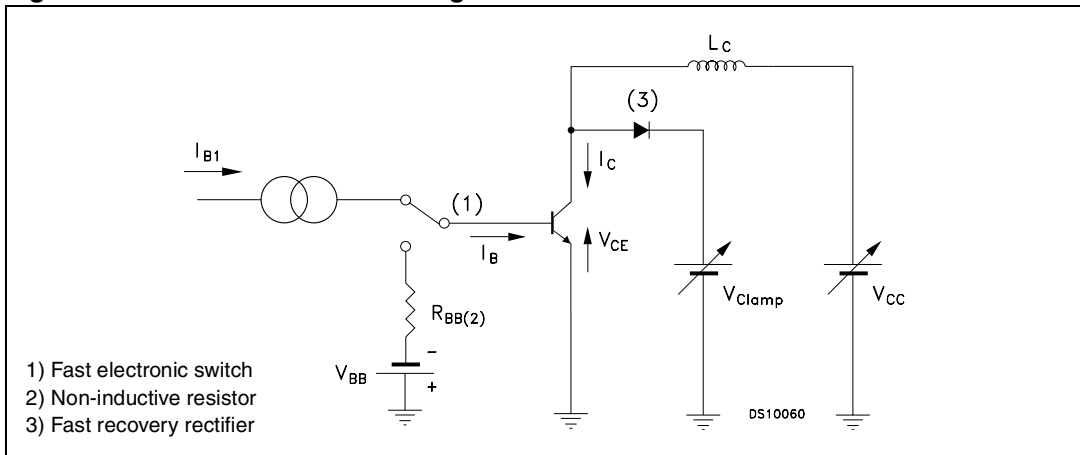 L C
(3)
I B1
I C
(1)
I B
V CE
V Clamp
V CC
R BB(2)
V BB
−
+
1) Fast electronic switch
2) Non-inductive resistor
3) Fast recovery rectifier
DS10060